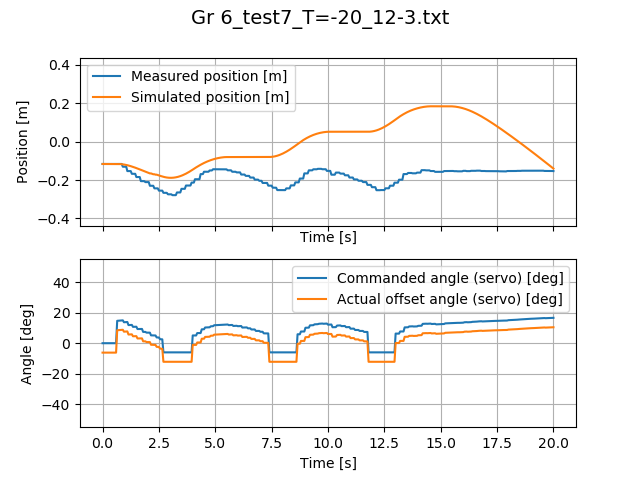 Gr 6_test7_T=-20_12-3.txt
Position [m]
0.4
0.2
0.0
−0.2
−0.4
Measured position [m]
Simulated position [m]
Time [s]
Angle [deg]
40
20
0
−20
−40
Commanded angle (servo) [deg]
Actual offset angle (servo) [deg]
0.0 2.5 5.0 7.5 10.0 12.5 15.0 17.5 20.0
Time [s]